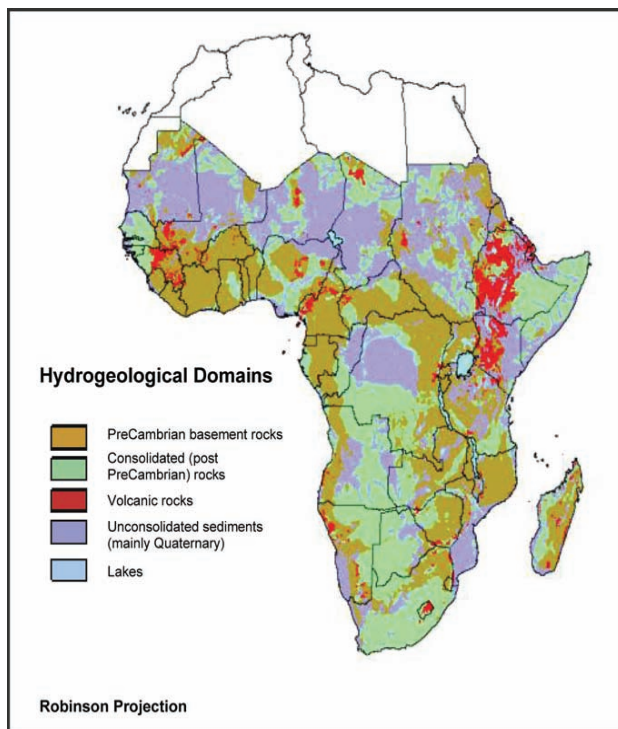 Hydrogeological Domains
PreCambrian basement rocks
Consolidated (post
PreCambrian) rocks
Volcanic rocks
Unconsolidated sediments
(mainly Quaternary)
Lakes
Robinson Projection